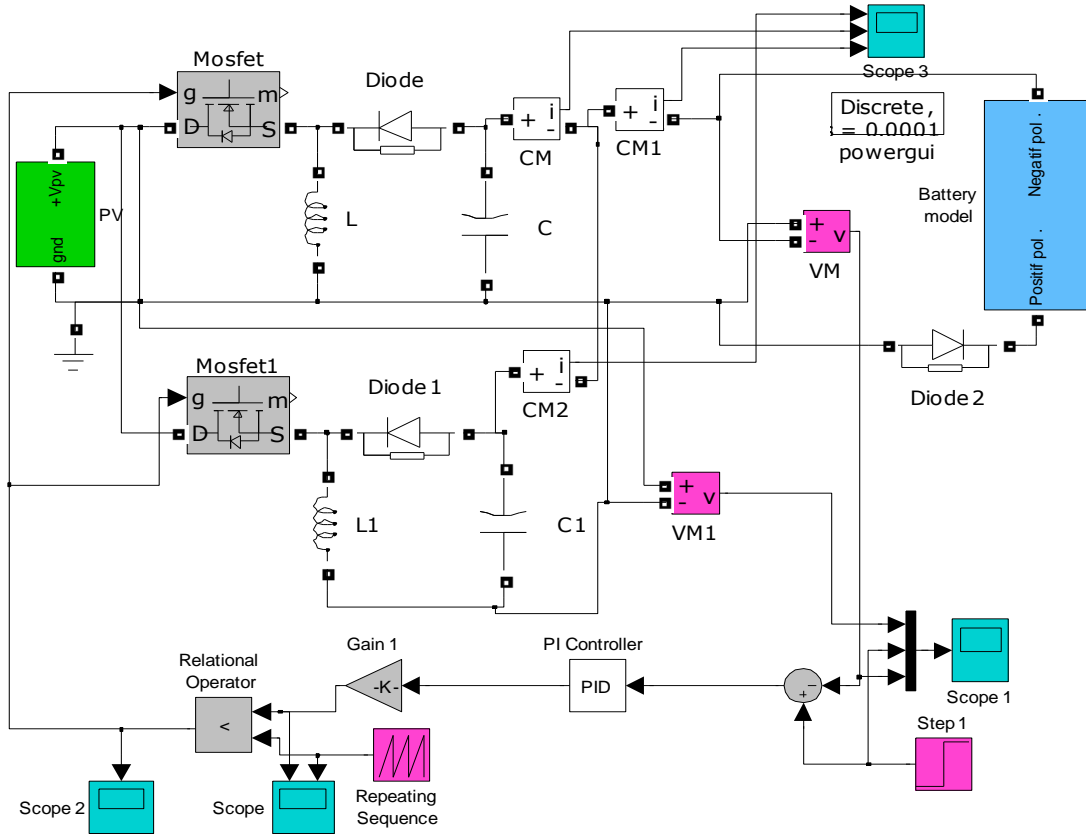 Mosfet
g
m
D
S
Diode
+
i
-
CM
+
i
-
CM1
Scope 3
Discrete,
s = 0.0001
powergui
+Vpv
gnd
PV
L
C
Battery
model
Negatif pol .
Positif pol .
+
-
v
VM
Mosfet1
g
m
D
S
Diode 1
+
i
-
CM2
Diode 2
L1
C1
+
-
v
VM1
Gain 1
-K-
PI Controller
PID
Relational
Operator
<
−
+
Scope 1
Step 1
Scope 2
Scope
Repeating
Sequence